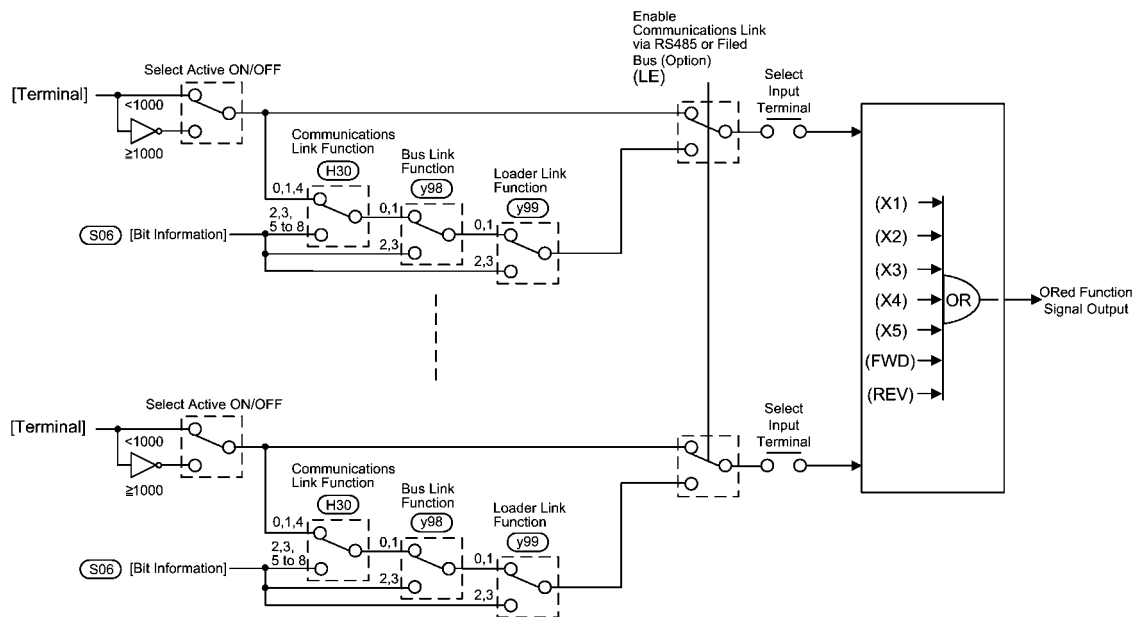 Enable
Communications Link
via RS485 or Filed
Bus (Option)
(LE)
Select Active ON/OFF
Select
Input
Terminal
[Terminal]
<1000
≧1000
Communications
Link Function
H30
Bus Link
Function
y98
Loader Link
Function
y99
0,1,4
0,1
0,1
2,3,
5 to 8
S06 [Bit Information]
2,3
2,3
(X1)
(X2)
(X3)
(X4)
(X5)
(FWD)
(REV)
OR
ORed Function
Signal Output
Select Active ON/OFF
Select
Input
Terminal
[Terminal]
<1000
≧1000
Communications
Link Function
H30
Bus Link
Function
y98
Loader Link
Function
y99
0,1,4
0,1
0,1
2,3,
5 to 8
S06 [Bit Information]
2,3
2,3